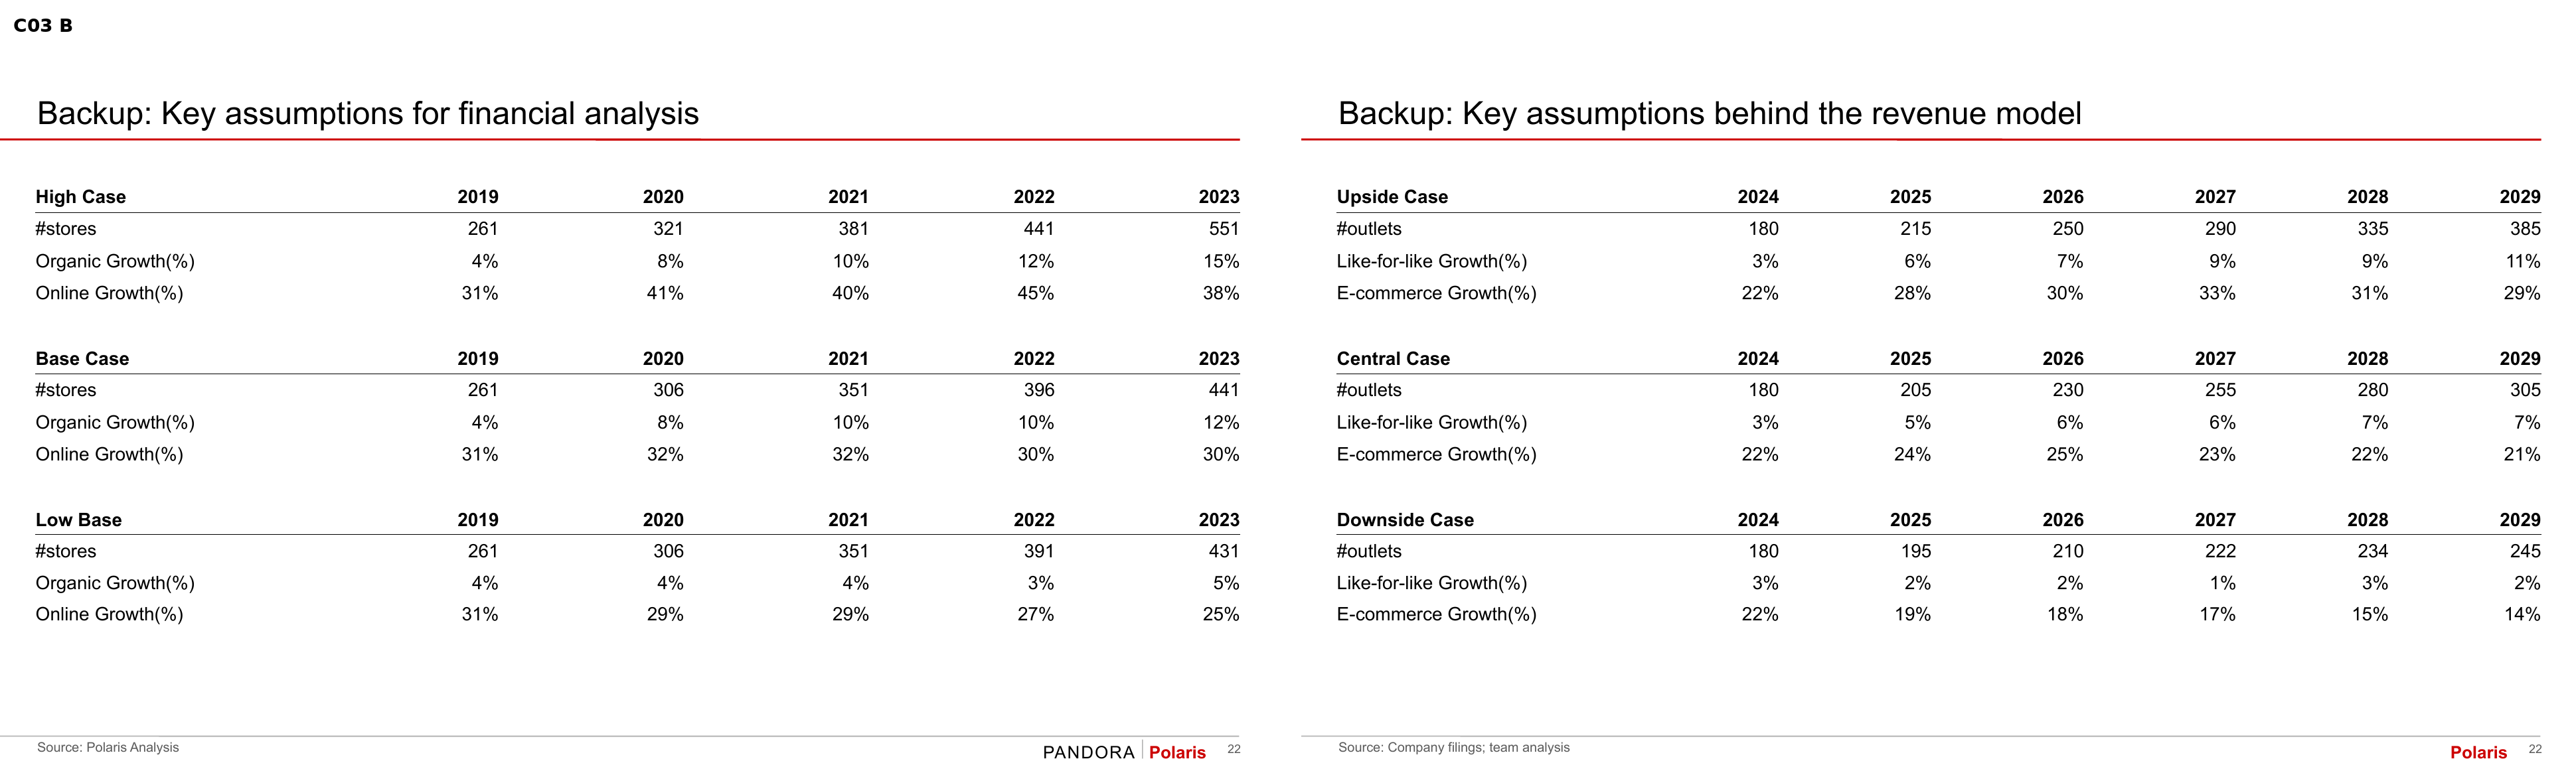 C03 B
Backup: Key assumptions for financial analysis
High Case 2019 2020 2021 2022 2023
#stores 261 321 381 441 551
Organic Growth(%) 4% 8% 10% 12% 15%
Online Growth(%) 31% 41% 40% 45% 38%
Base Case 2019 2020 2021 2022 2023
#stores 261 306 351 396 441
Organic Growth(%) 4% 8% 10% 10% 12%
Online Growth(%) 31% 32% 32% 30% 30%
Low Base 2019 2020 2021 2022 2023
#stores 261 306 351 391 431
Organic Growth(%) 4% 4% 4% 3% 5%
Online Growth(%) 31% 29% 29% 27% 25%
Source: Polaris Analysis
PANDORA Polaris 22
Backup: Key assumptions behind the revenue model
Upside Case 2024 2025 2026 2027 2028 2029
#outlets 180 215 250 290 335 385
Like-for-like Growth(%) 3% 6% 7% 9% 9% 11%
E-commerce Growth(%) 22% 28% 30% 33% 31% 29%
Central Case 2024 2025 2026 2027 2028 2029
#outlets 180 205 230 255 280 305
Like-for-like Growth(%) 3% 5% 6% 6% 7% 7%
E-commerce Growth(%) 22% 24% 25% 23% 22% 21%
Downside Case 2024 2025 2026 2027 2028 2029
#outlets 180 195 210 222 234 245
Like-for-like Growth(%) 3% 2% 2% 1% 3% 2%
E-commerce Growth(%) 22% 19% 18% 17% 15% 14%
Source: Company filings; team analysis
Polaris 22